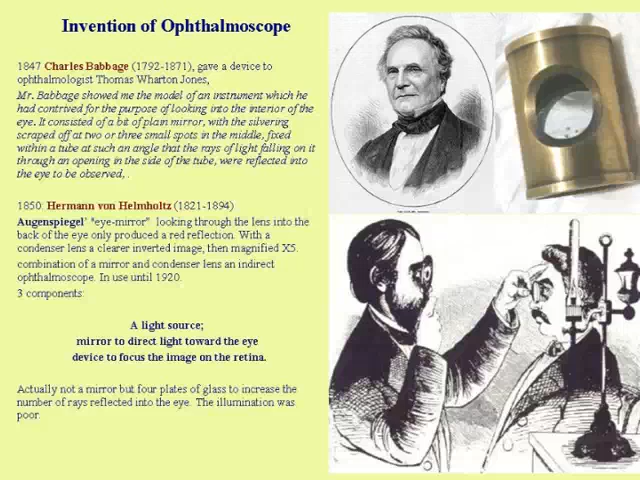 Invention of Ophthalmoscope
1847 Charles Babbage (1792-1871), gave a device to
ophthalmologist Thomas Wharton Jones,
Mr. Babbage showed me the model of an instrument which he
had contrived for the purpose of looking into the interior of the
eye. It consisted of a bit of plain mirror, with the silvering
scraped off at two or three small spots in the middle, fixed
within a tube at such an angle that the rays of light falling on it
through an opening in the side of the tube, were reflected into
the eye to be observed, .
1850: Hermann von Helmholtz (1821-1894)
Augenspiegel' "eye-mirror" looking through the lens into the
back of the eye only produced a red reflection. With a
condenser lens a clearer inverted image, then magnified X5.
combination of a mirror and condenser lens an indirect
ophthalmoscope. In use until 1920.
3 components:
A light source;
mirror to direct light toward the eye
device to focus the image on the retina.
Actually not a mirror but four plates of glass to increase the
number of rays reflected into the eye. The illumination was
poor.